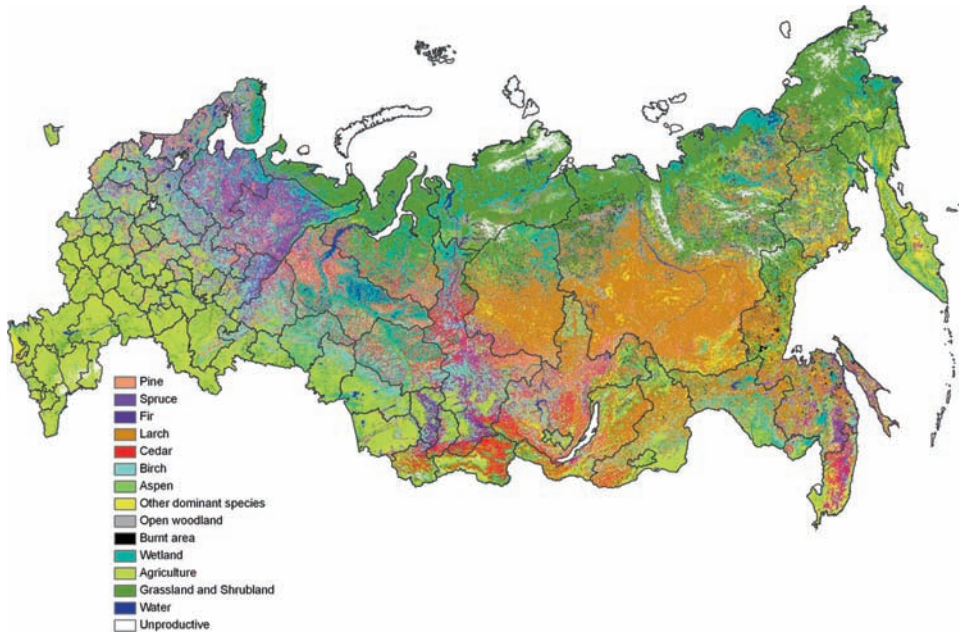 Pine
Spruce
Fir
Larch
Cedar
Birch
Aspen
Other dominant species
Open woodland
Burnt area
Wetland
Agriculture
Grassland and Shrubland
Water
Unproductive